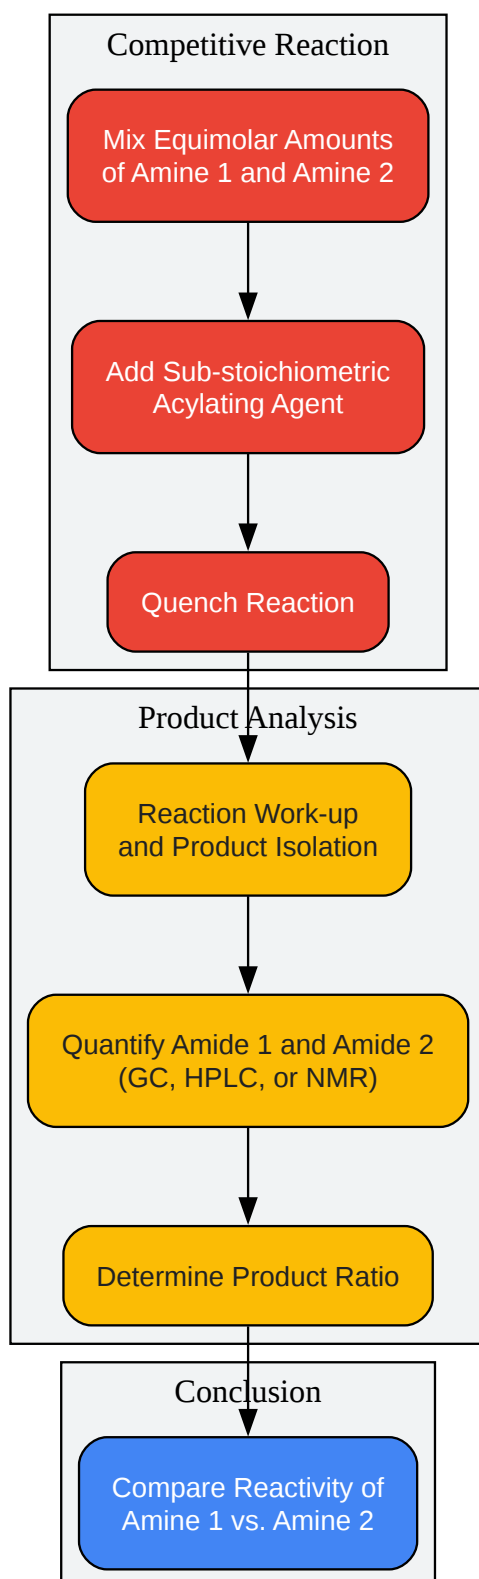 Competitive Reaction
Mix Equimolar Amounts
of Amine 1 and Amine 2
Add Sub-stoichiometric
Acylating Agent
Quench Reaction
Product Analysis
Reaction Work-up
and Product Isolation
Quantify Amide 1 and Amide 2
(GC, HPLC, or NMR)
Determine Product Ratio
Conclusion
Compare Reactivity of
Amine 1 vs. Amine 2